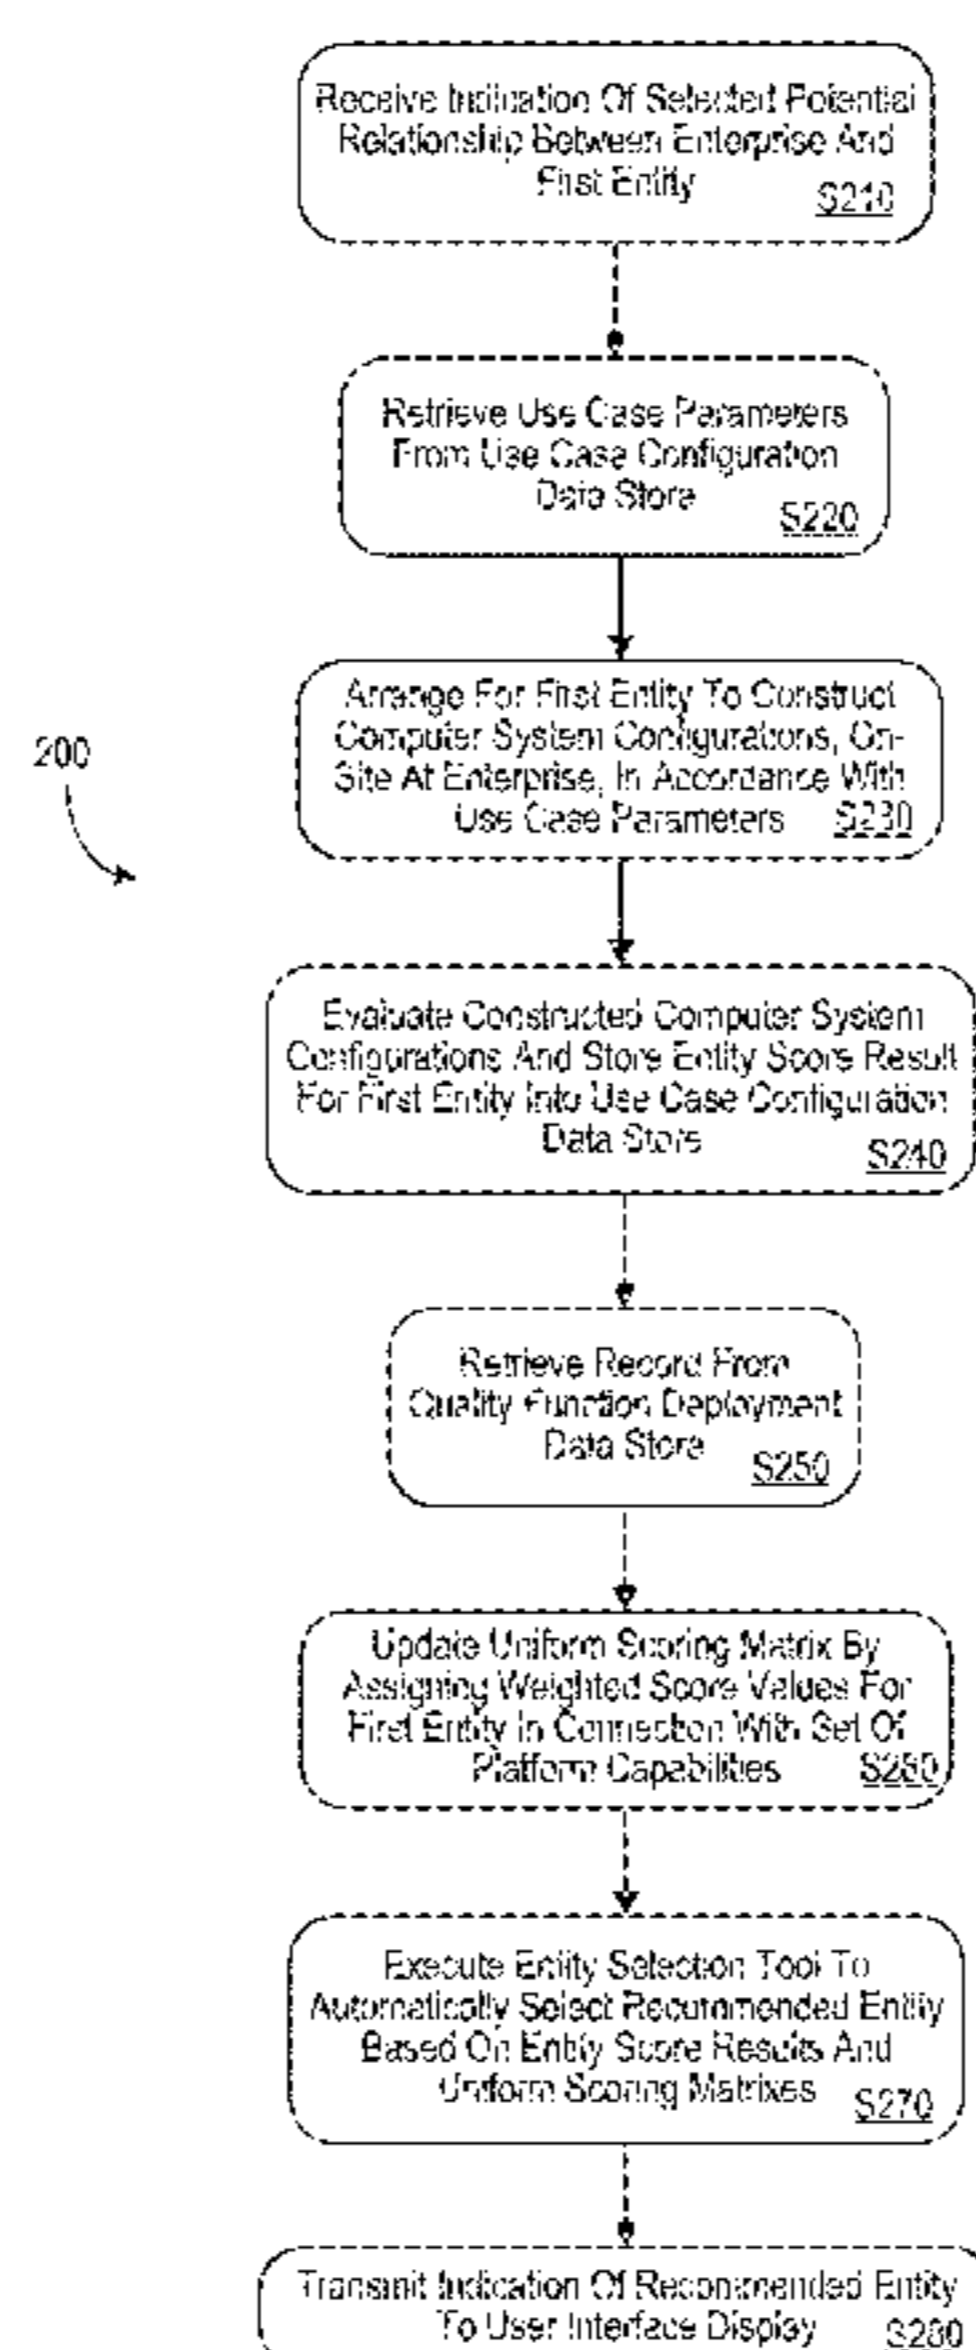 Receive Indication Of Selected Potential
Relationship Between Enterprise And
First Entity
S210
Retrieve Use Case Parameters
From Use Case Configuration
Data Store
S220
Arrange For First Entity To Construct
Computer System Configurations, On-
Site At Enterprise, In Accordance With
Use Case Parameters S230
200
Evaluate Constructed Computer System
Configurations And Store Entity Score Result
For First Entity Into Use Case Configuration
Data Store
S240
Retrieve Record From
Quality Function Deployment
Data Store
S250
Update Uniform Scoring Matrix By
Assigning Weighted Score Values For
First Entity In Connection With Set Of
Platform Capabilities S260
Execute Entity Selection Tool To
Automatically Select Recommended Entity
Based On Entity Score Results And
Uniform Scoring Matrixes
S270
Transmit Indication Of Recommended Entity
To User Interface Display S280